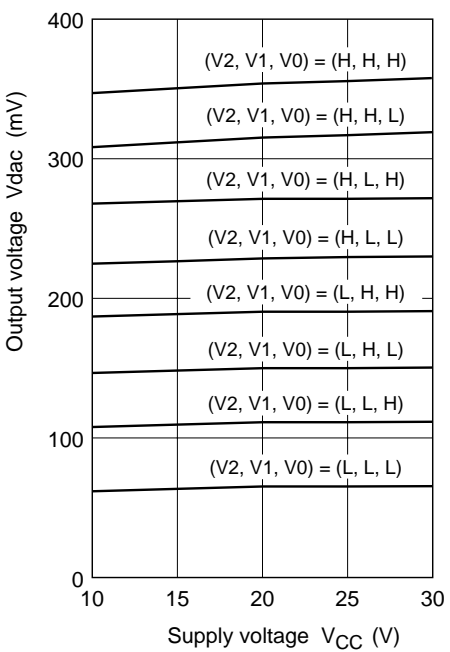 400
(V2, V1, V0) = (H, H, H)
(V2, V1, V0) = (H, H, L)
300
(V2, V1, V0) = (H, L, H)
(V2, V1, V0) = (H, L, L)
(V2, V1, V0) = (L, H, H)
200
(V2, V1, V0) = (L, H, L)
(V2, V1, V0) = (L, L, H)
100
(V2, V1, V0) = (L, L, L)
0
10 15 20 25 30
Output voltage Vdac (mV)
Supply voltage VCC (V)